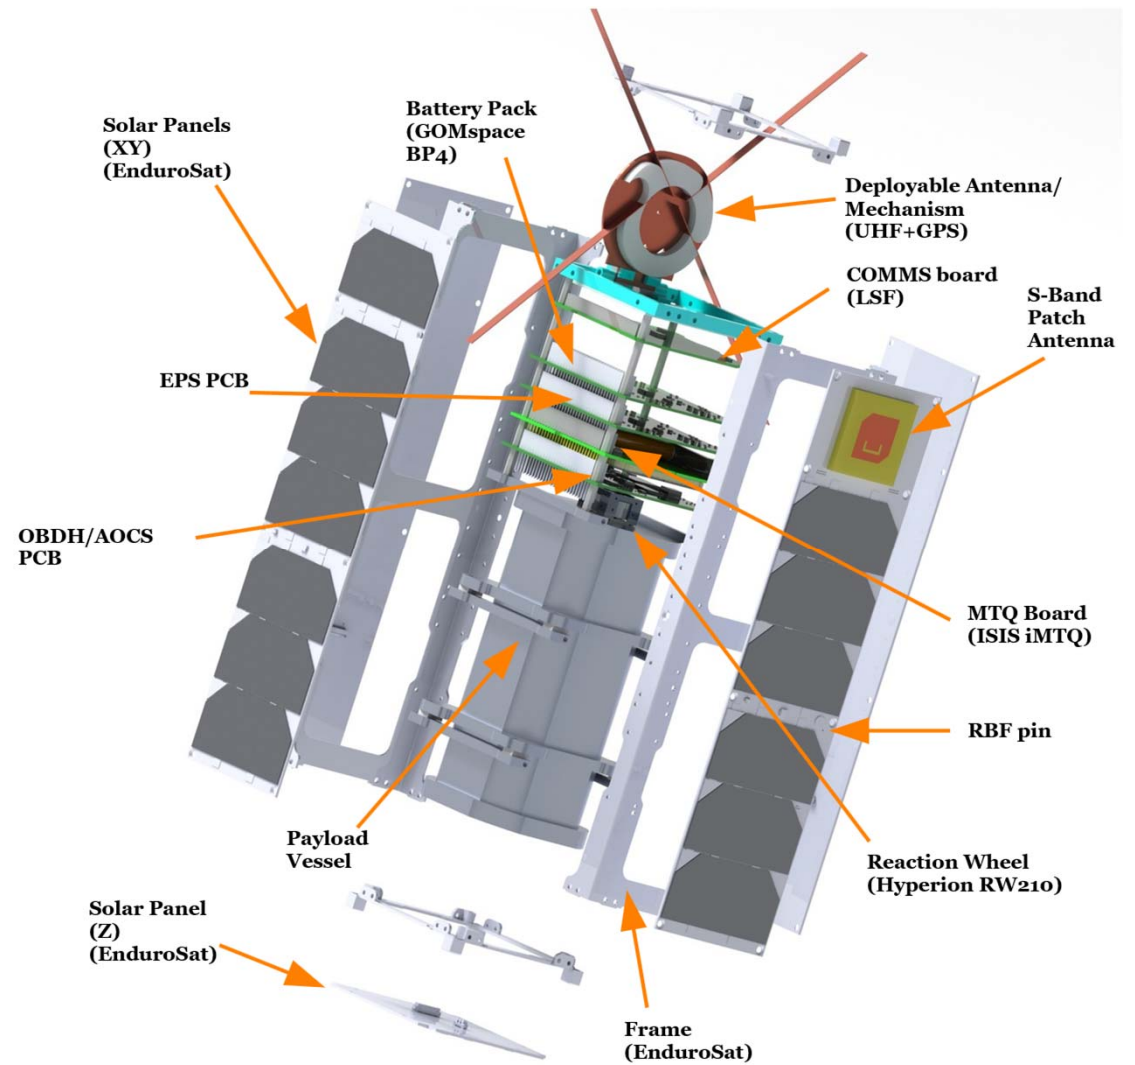 Battery Pack
(GOMspace
BP4)
Solar Panels
(XY)
(EnduroSat)
Deployable Antenna/
Mechanism
(UHF+GPS)
COMMS board
(LSF)
S-Band
Patch
Antenna
EPS PCB
OBDH/AOCS
PCB
MTQ Board
(ISIS iMTQ)
RBF pin
Payload
Vessel
Reaction Wheel
(Hyperion RW210)
Solar Panel
(Z)
(EnduroSat)
Frame
(EnduroSat)